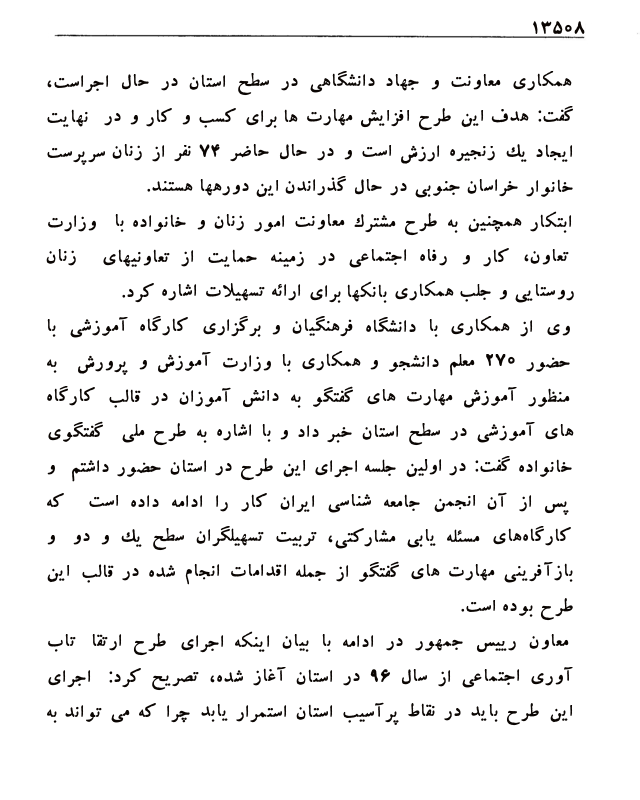 ۱۳۵۰۸
همکاری معاونت و جهاد دانشگاهی در سطح استان در حال اجراست،
گفت: هدف این طرح افزایش مهارت ها برای کسب و کار و در نهایت
ایجاد یك زنجیره ارزش است و در حال حاضر ۷۴ نفر از زنان سرپرست
خانوار خراسان جنوبی در حال گذراندن این دورهها هستند.
ابتکار همچنین به طرح مشترك معاونت امور زنان و خانواده با وزارت
تعاون، کار و رفاه اجتماعی در زمینه حمایت از تعاونیهای زنان
روستایی و جلب همکاری بانکها برای ارائه تسهیلات اشاره کرد.
وی از همکاری با دانشگاه فرهنگیان و برگزاری کارگاه آموزشی با
حضور ۲۷۰ معلم دانشجو و همکاری با وزارت آموزش و پرورش به
منظور آموزش مهارت های گفتگو به دانش آموزان در قالب کارگاه
های آموزشی در سطح استان خبر داد و با اشاره به طرح ملی گفتگوی
خانواده گفت: در اولین جلسه اجرای این طرح در استان حضور داشتم و
پس از آن انجمن جامعه شناسی ایران کار را ادامه داده است که
کارگاه‌های مسئله یابی مشارکتی، تربیت تسهیلگران سطح یك و دو و
بازآفرینی مهارت های گفتگو از جمله اقدامات انجام شده در قالب این
طرح بوده است.
معاون رییس جمهور در ادامه با بیان اینکه اجرای طرح ارتقا تاب
آوری اجتماعی از سال ۹۶ در استان آغاز شده، تصریح کرد: اجرای
این طرح باید در نقاط پرآسیب استان استمرار یابد چرا که می تواند به